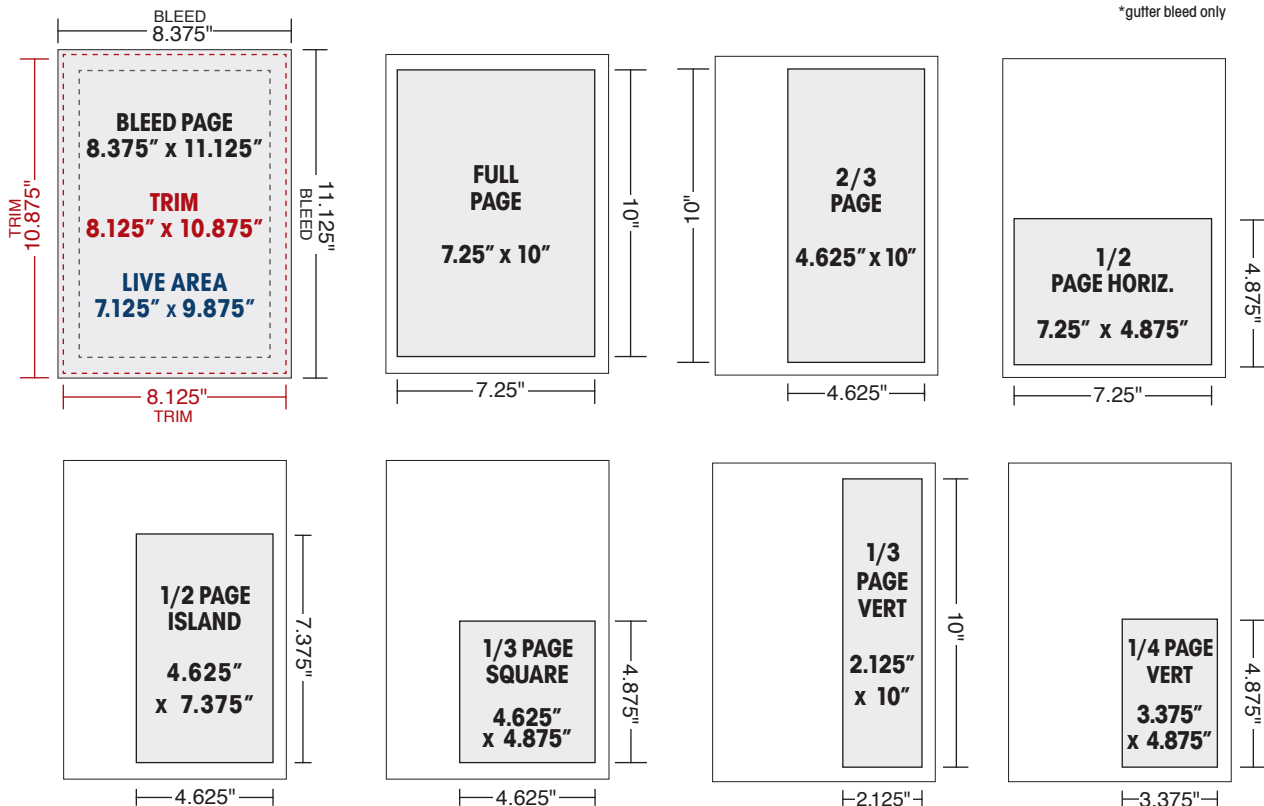 *gutter bleed only
BLEED
8.375"
BLEED PAGE
8.375” x 11.125”
TRIM
8.125” x 10.875”
LIVE AREA
7.125” x 9.875”
TRIM
10.875"
11.125"
BLEED
8.125"
TRIM
FULL
PAGE
7.25” x 10”
10"
7.25"
10"
2/3
PAGE
4.625” x 10”
4.625"
1/2
PAGE HORIZ.
7.25” x 4.875”
4.875"
7.25"
1/2 PAGE
ISLAND
4.625”
x 7.375”
7.375"
4.625"
1/3 PAGE
SQUARE
4.625”
x 4.875”
4.875"
4.625"
1/3
PAGE
VERT
2.125”
x 10”
10"
2.125"
1/4 PAGE
VERT
3.375”
x 4.875”
4.875"
3.375"